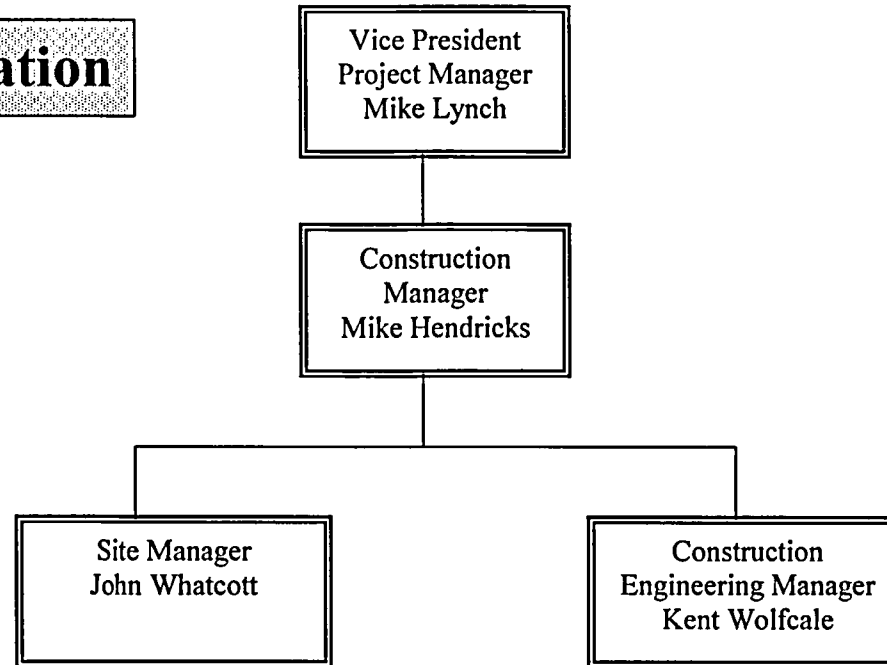 Vice President
Project Manager
Mike Lynch
Construction
Manager
Mike Hendricks
Site Manager
John Whatcott
Construction
Engineering Manager
Kent Wolfcale